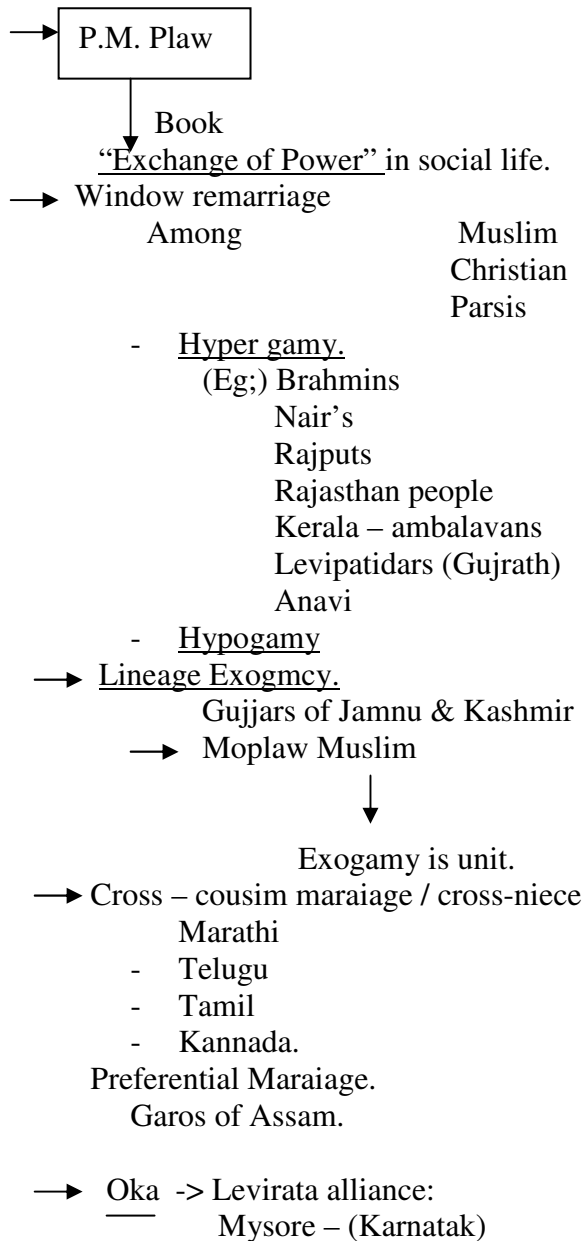 P.M. Plaw
Book
“Exchange of Power” in social life.
Window remarriage
Among Muslim
Christian
Parsis
- Hyper gamy.
(Eg;) Brahmins
Nair's
Rajputs
Rajasthan people
Kerala – ambalavans
Levipatidars (Gujrath)
Anavi
- Hypogamy
Lineage Exogmcy.
Gujjars of Jamnu & Kashmir
Moplaw Muslim
Exogamy is unit.
Cross – cousim maraiage / cross-niece
Marathi
- Telugu
- Tamil
- Kannada.
Preferential Maraiage.
Garos of Assam.
Oka -> Levirata alliance:
Mysore – (Karnatak)